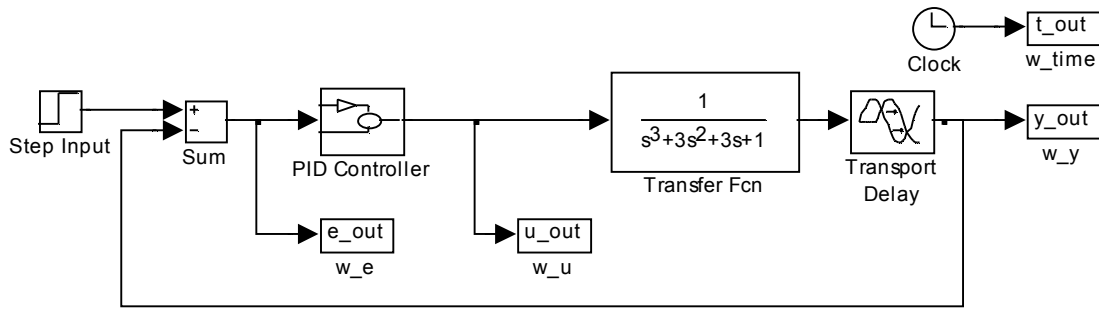 t_out
Clock
w_time
+
−
Step Input
Sum
PID Controller
1
s³+3s²+3s+1
Transfer Fcn
Transport
Delay
y_out
w_y
e_out
w_e
u_out
w_u